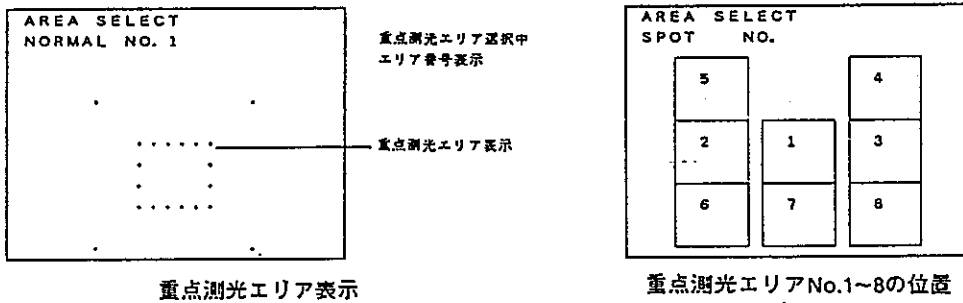 AREA SELECT
NORMAL NO. 1
重点測光エリア選択中
エリア番号表示
重点測光エリア表示
重点測光エリア表示
AREA SELECT
SPOT NO.
5
4
2
1
3
6
7
8
重点測光エリアNo.1~8の位置